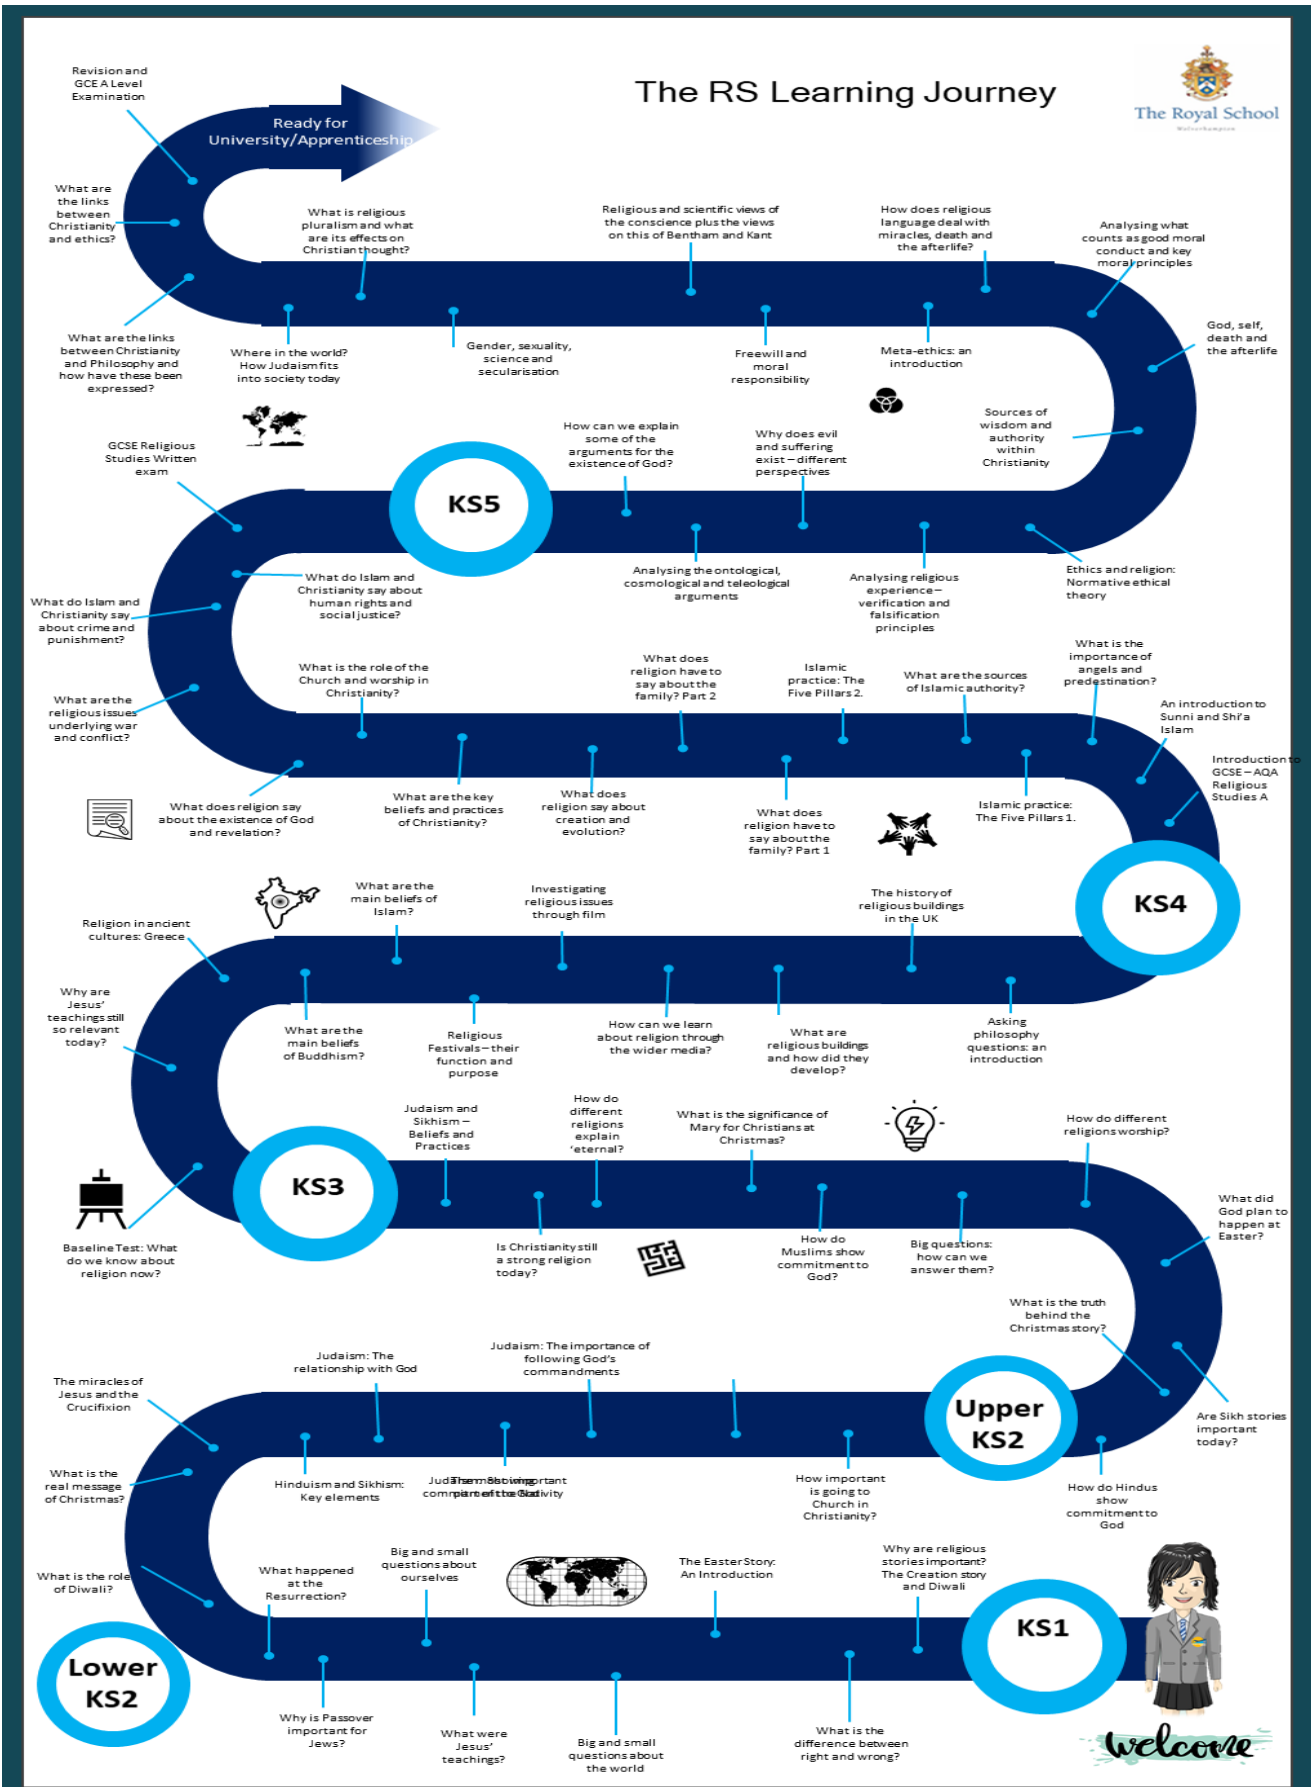 The RS Learning Journey
The Royal School
Wolverhampton
Revision and
GCE A Level
Examination
Ready for
University/Apprenticeship
What are
the links
between
Christianity
and ethics?
What is religious
pluralism and what
are its effects on
Christian thought?
Religious and scientific views of
the conscience plus the views
on this of Bentham and Kant
How does religious
language deal with
miracles, death and
the afterlife?
Analysing what
counts as good moral
conduct and key
moral principles
What are the links
between Christianity
and Philosophy and
how have these been
expressed?
Where in the world?
How Judaism fits
into society today
Gender, sexuality,
science and
secularisation
Freewill and
moral
responsibility
Meta-ethics: an
introduction
God, self,
death and
the afterlife
Sources of
wisdom and
authority
within
Christianity
GCSE Religious
Studies Written
exam
KS5
How can we explain
some of the
arguments for the
existence of God?
Why does evil
and suffering
exist – different
perspectives
What do Islam and
Christianity say about
human rights and
social justice?
Analysing the ontological,
cosmological and teleological
arguments
Analysing religious
experience –
verification and
falsification
principles
Ethics and religion:
Normative ethical
theory
What do Islam and
Christianity say
about crime and
punishment?
What are the
religious issues
underlying war
and conflict?
What is the role of the
Church and worship in
Christianity?
What does
religion have to
say about the
family? Part 2
Islamic
practice: The
Five Pillars 2.
What are the sources
of Islamic authority?
What is the
importance of
angels and
predestination?
An introduction to
Sunni and Shi'a
Islam
Introduction to
GCSE – AQA
Religious
Studies A
What does religion say
about the existence of God
and revelation?
What are the key
beliefs and practices
of Christianity?
What does
religion say about
creation and
evolution?
What does
religion have to
say about the
family? Part 1
Islamic practice:
The Five Pillars 1.
KS4
Religion in ancient
cultures: Greece
What are the
main beliefs of
Islam?
Investigating
religious issues
through film
The history of
religious buildings
in the UK
Why are
Jesus'
teachings still
so relevant
today?
What are the
main beliefs
of Buddhism?
Religious
Festivals – their
function and
purpose
How can we learn
about religion through
the wider media?
What are
religious buildings
and how did they
develop?
Asking
philosophy
questions: an
introduction
Baseline Test: What
do we know about
religion now?
KS3
Judaism and
Sikhism –
Beliefs and
Practices
How do
different
religions
explain
'eternal?
What is the significance of
Mary for Christians at
Christmas?
How do different
religions worship?
Is Christianity still
a strong religion
today?
How do
Muslims show
commitment to
God?
Big questions:
how can we
answer them?
What did
God plan to
happen at
Easter?
What is the truth
behind the
Christmas story?
Are Sikh stories
important
today?
Upper
KS2
How do Hindus
show
commitment to
God
The miracles of
Jesus and the
Crucifixion
Judaism: The
relationship with God
Judaism: The importance of
following God's
commandments
What is the
real message
of Christmas?
Hinduism and Sikhism:
Key elements
Judaism: Showing
commitment to God
The most important
part of the Nativity
How important
is going to
Church in
Christianity?
What is the role
of Diwali?
Lower
KS2
What happened
at the
Resurrection?
Big and small
questions about
ourselves
The Easter Story:
An Introduction
Why are religious
stories important?
The Creation story
and Diwali
KS1
Why is Passover
important for
Jews?
What were
Jesus'
teachings?
Big and small
questions about
the world
What is the
difference between
right and wrong?
welcome